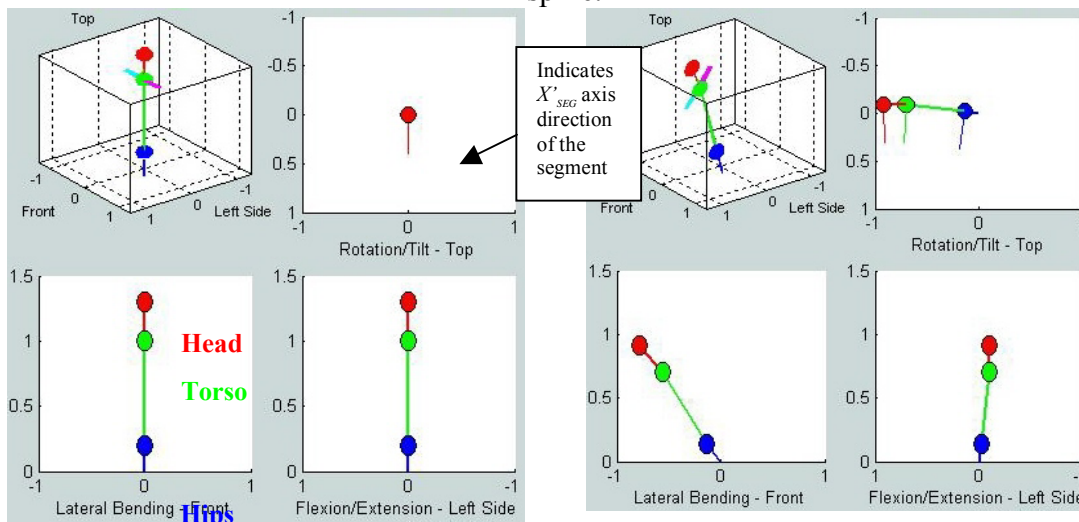 spine.
Top
-1
0
1
Front
-1
0
1
Left Side
-1
-0.5
0
0.5
1
-1
0
1
Rotation/Tilt - Top
Indicates
X'SEG axis
direction
of the
segment
Top
-1
0
1
Front
-1
0
1
Left Side
-1
-0.5
0
0.5
1
-1
0
1
Rotation/Tilt - Top
1.5
1
0.5
0
-1
0
1
Lateral Bending - Front
Head
Torso
Hips
1.5
1
0.5
0
-1
0
1
Flexion/Extension - Left Side
1.5
1
0.5
0
-1
0
1
Lateral Bending - Front
1.5
1
0.5
0
-1
0
1
Flexion/Extension - Left Side